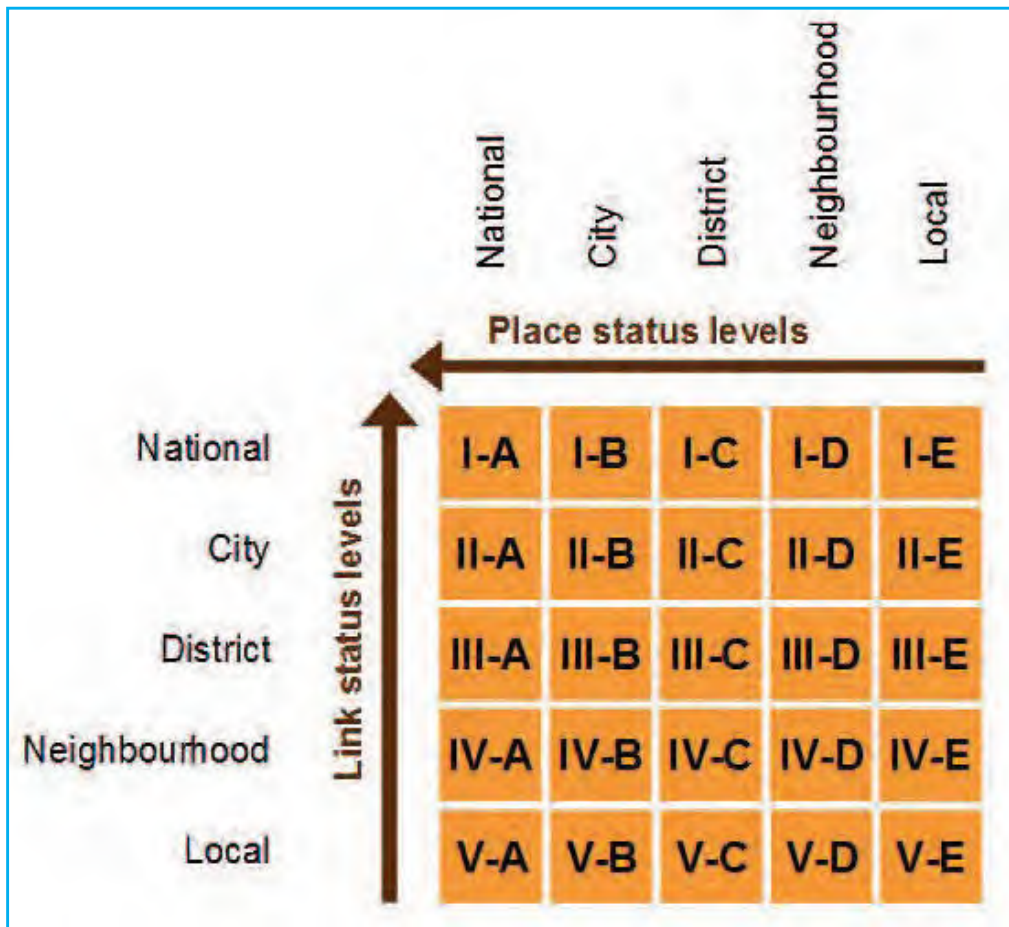 National
City
District
Neighbourhood
Local
Place status levels
Link status levels
National I-A I-B I-C I-D I-E
City II-A II-B II-C II-D II-E
District III-A III-B III-C III-D III-E
Neighbourhood IV-A IV-B IV-C IV-D IV-E
Local V-A V-B V-C V-D V-E